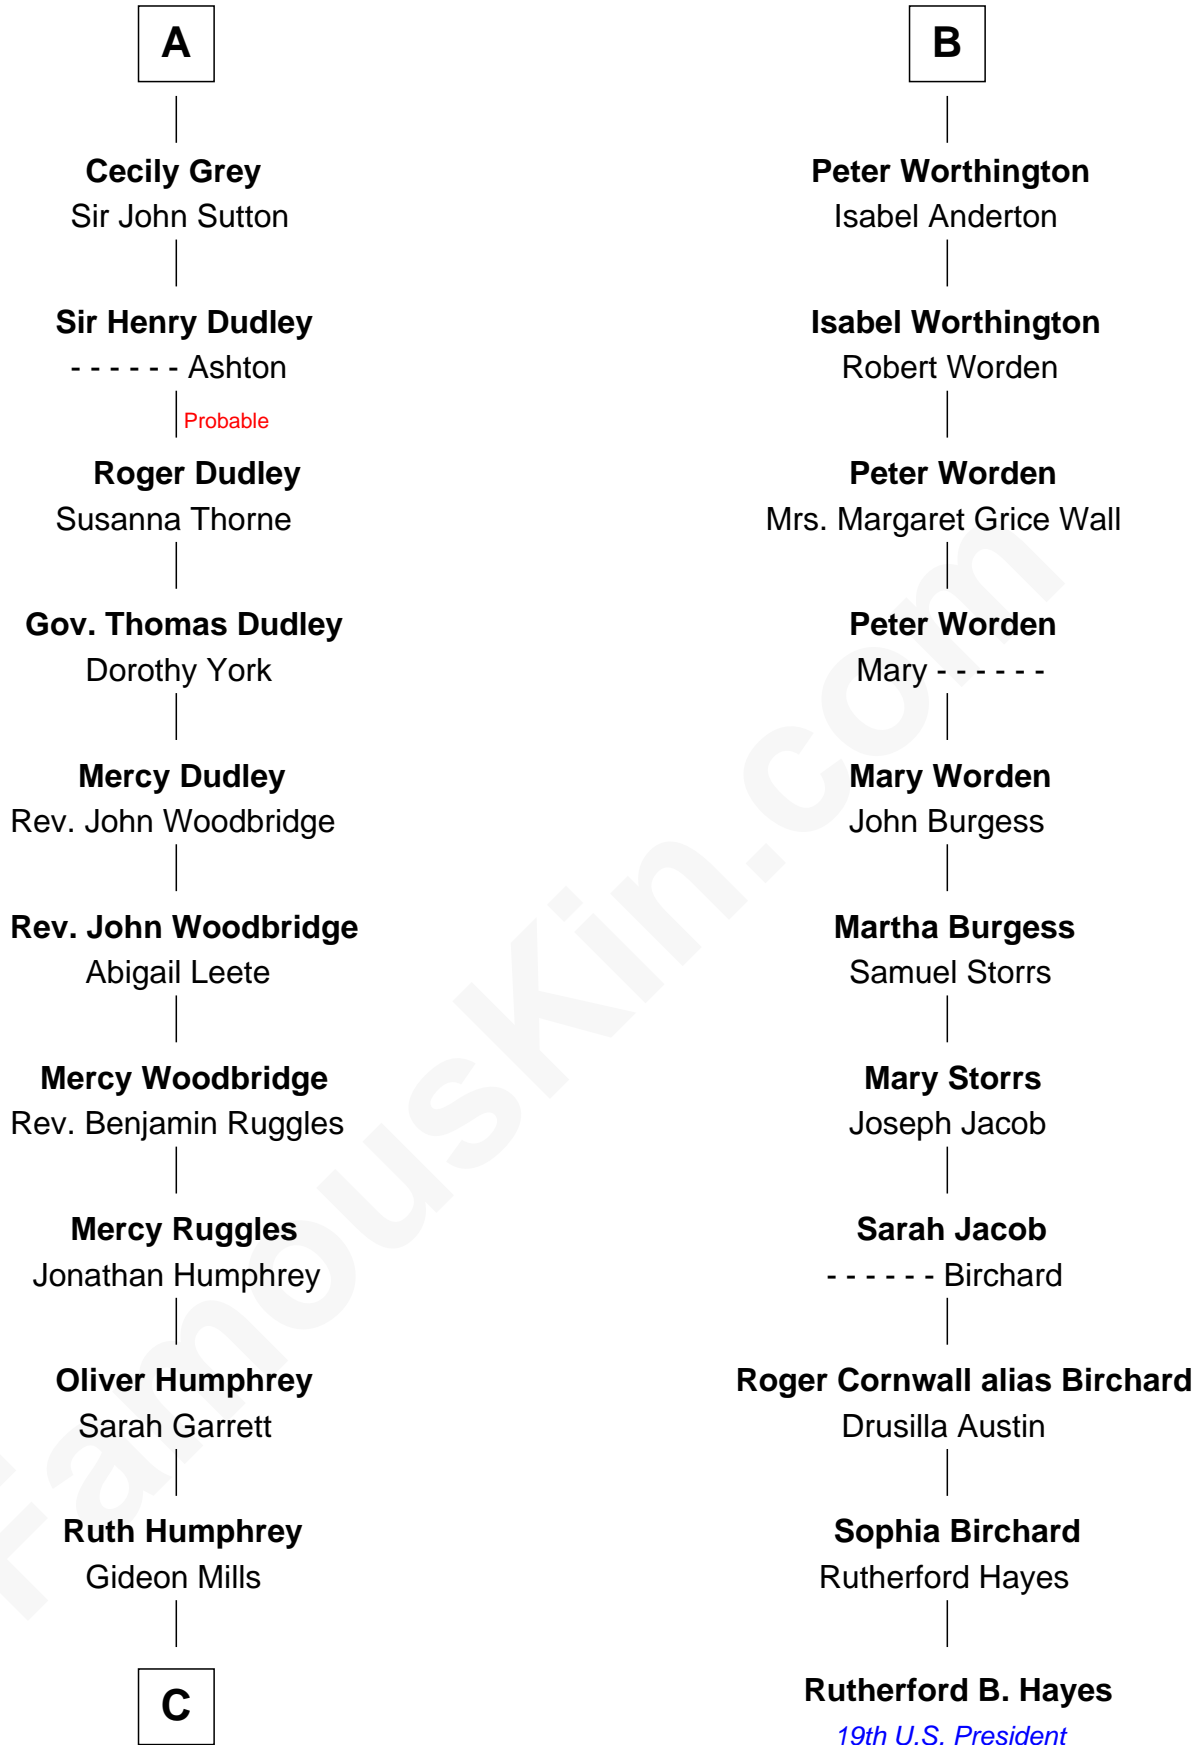 A
Cecily Grey
Sir John Sutton
Sir Henry Dudley
- - - - - - Ashton
Probable
Roger Dudley
Susanna Thorne
Gov. Thomas Dudley
Dorothy York
Mercy Dudley
Rev. John Woodbridge
Rev. John Woodbridge
Abigail Leete
Mercy Woodbridge
Rev. Benjamin Ruggles
Mercy Ruggles
Jonathan Humphrey
Oliver Humphrey
Sarah Garrett
Ruth Humphrey
Gideon Mills
C
B
Peter Worthington
Isabel Anderton
Isabel Worthington
Robert Worden
Peter Worden
Mrs. Margaret Grice Wall
Peter Worden
Mary - - - - - -
Mary Worden
John Burgess
Martha Burgess
Samuel Storrs
Mary Storrs
Joseph Jacob
Sarah Jacob
- - - - - - Birchard
Roger Cornwall alias Birchard
Drusilla Austin
Sophia Birchard
Rutherford Hayes
Rutherford B. Hayes
19th U.S. President
FamousKin.com